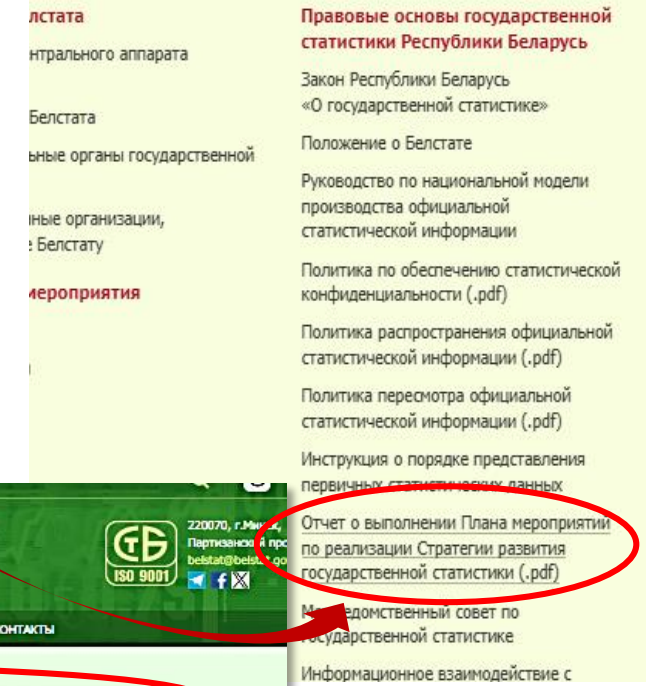 лстата
нтрального аппарата
Белстата
ьные органы государственной
ные организации,
Белстату
мероприятия
Правовые основы государственной
статистики Республики Беларусь
Закон Республики Беларусь
«О государственной статистике»
Положение о Белстате
Руководство по национальной модели
производства официальной
статистической информации
Политика по обеспечению статистической
конфиденциальности (.pdf)
Политика распространения официальной
статистической информации (.pdf)
Политика пересмотра официальной
статистической информации (.pdf)
Инструкция о порядке представления
первичных статистических данных
Отчет о выполнении Плана мероприятий
по реализации Стратегии развития
государственной статистики (.pdf)
Межведомственный совет по
государственной статистике
Информационное взаимодействие с
СТБ
ISO 9001
220070, г.Минск,
Партизанский про
belstat@belstat.go
ОНТАКТЫ